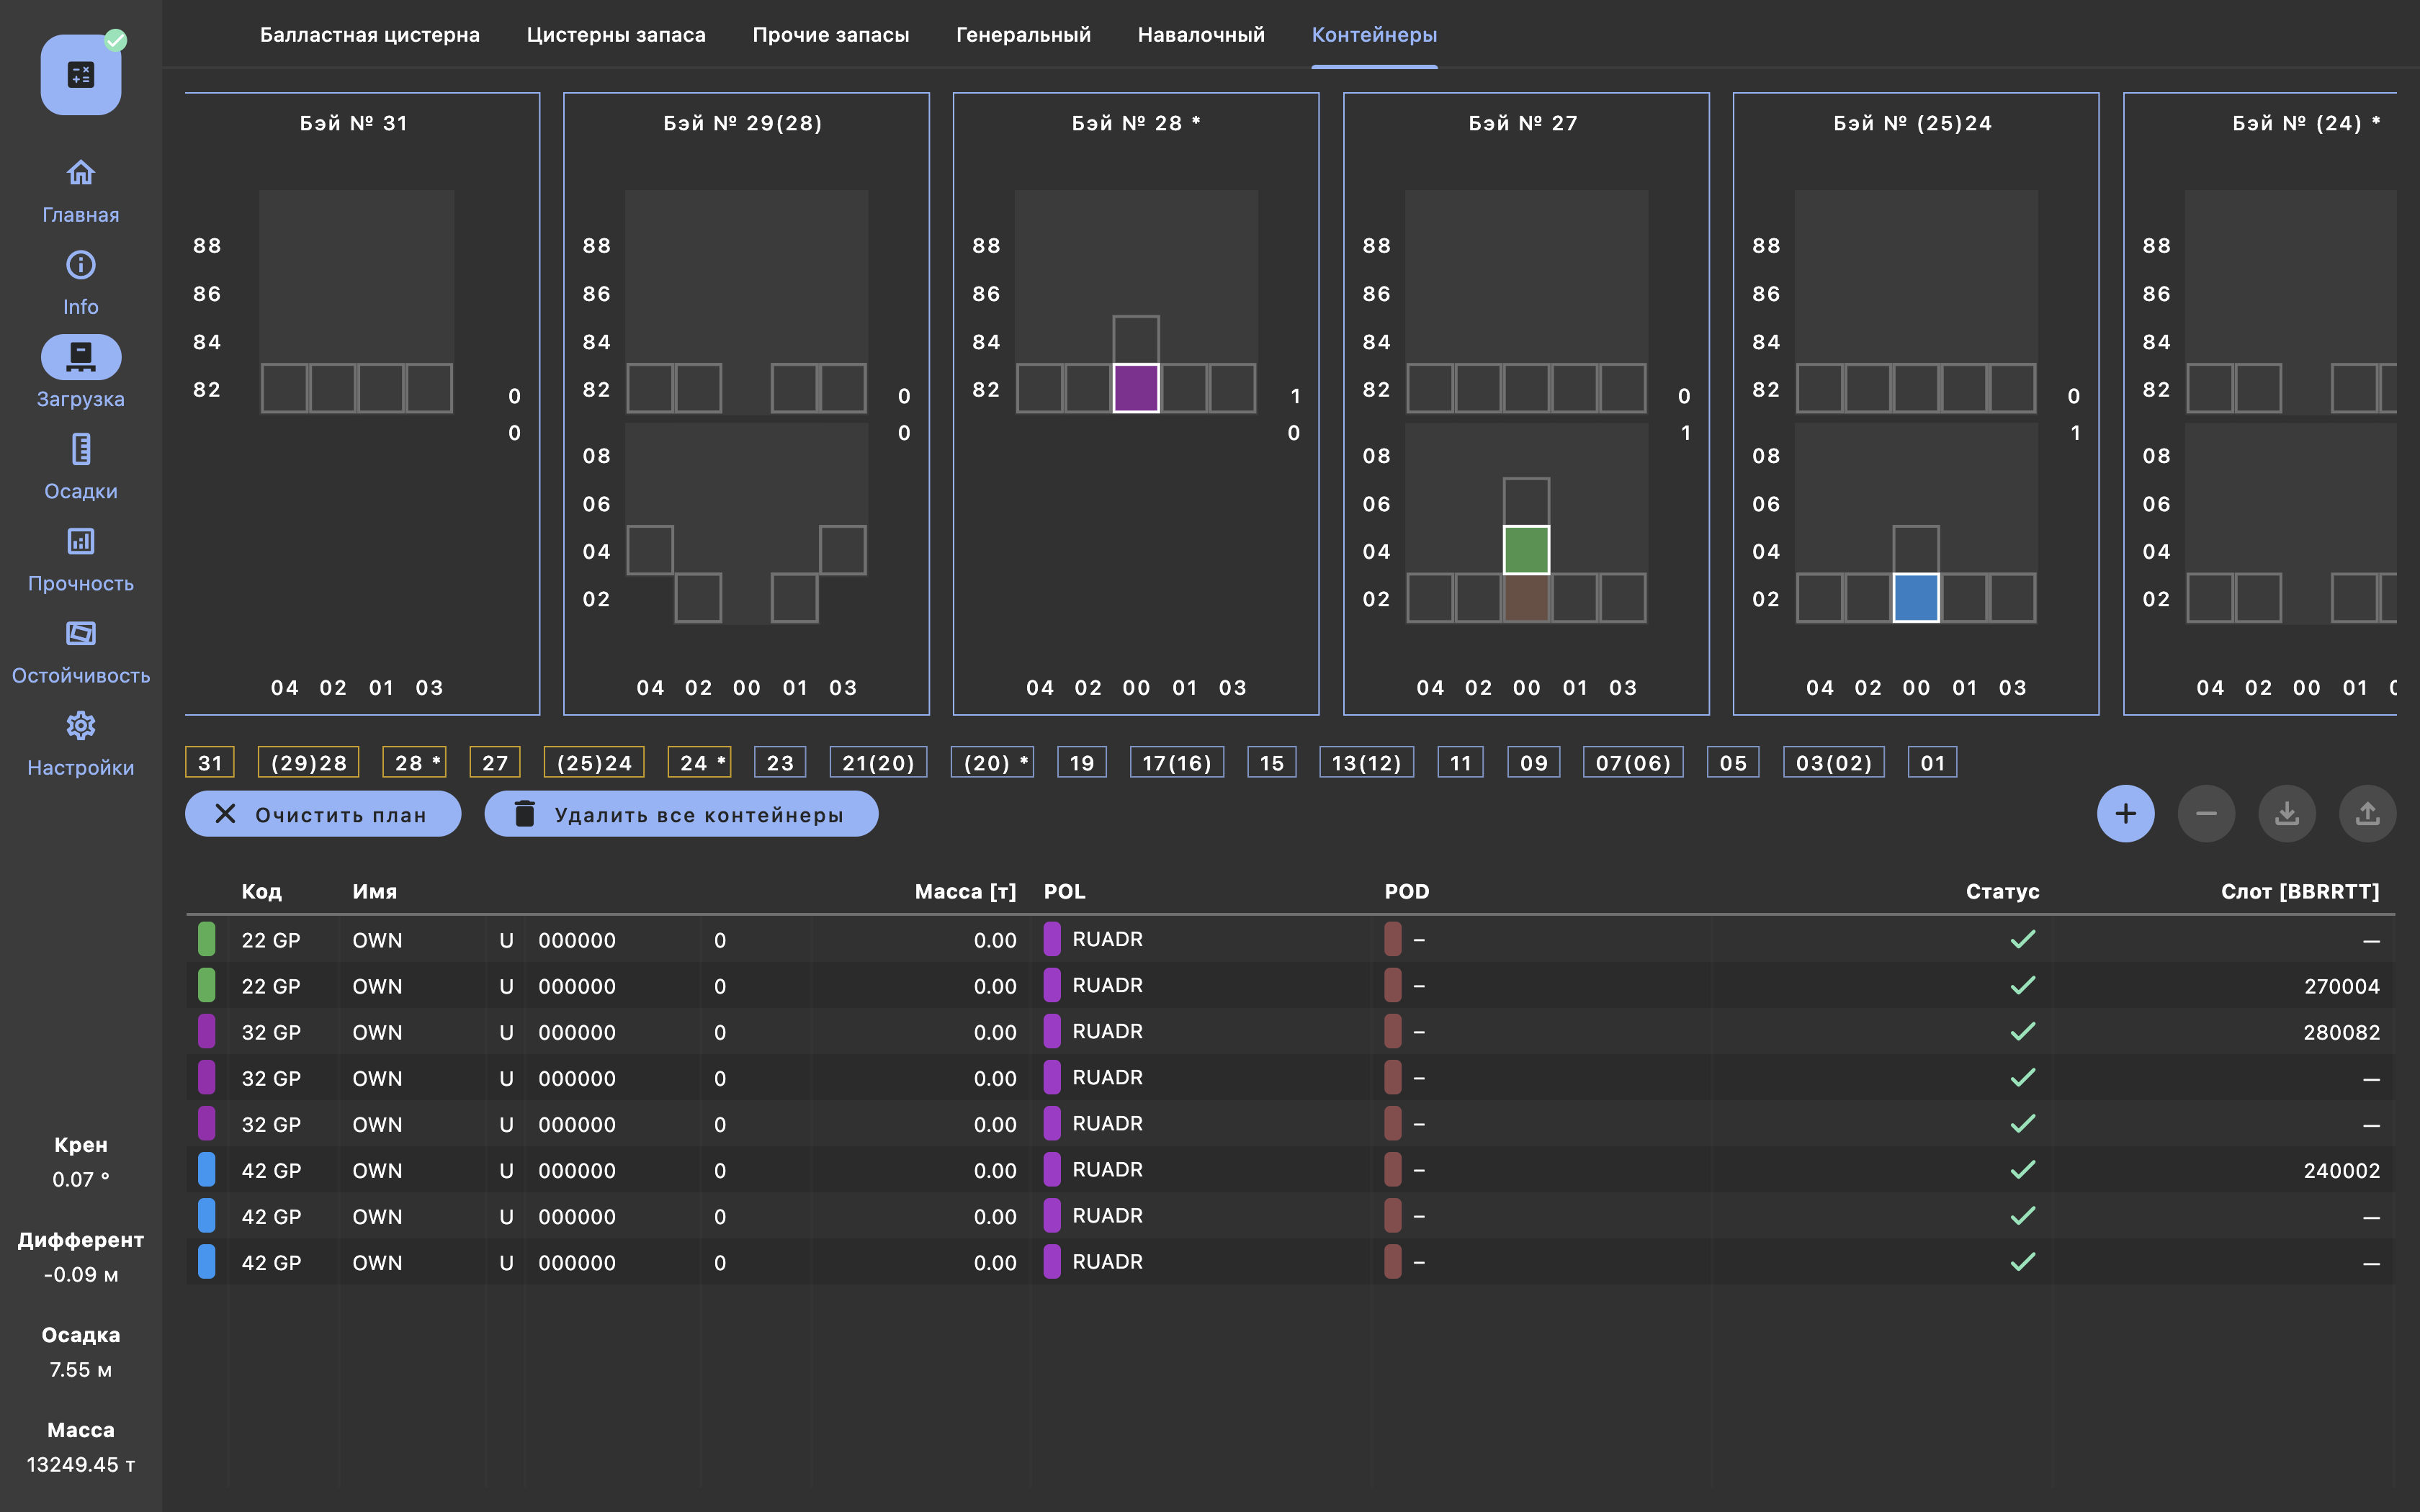 Балластная цистерна Цистерны запаса Прочие запасы Генеральный Навалочный Контейнеры
Главная
Info
Загрузка
Осадки
Прочность
Остойчивость
Настройки
Крен
0.07 °
Дифферент
-0.09 м
Осадка
7.55 м
Масса
13249.45 т
Бэй № 31
88
86
84
82
0
0
04 02 01 03
Бэй № 29(28)
88
86
84
82
0
0
08
06
04
02
04 02 00 01 03
Бэй № 28 *
88
86
84
82
1
0
04 02 00 01 03
Бэй № 27
88
86
84
82
0
1
08
06
04
02
04 02 00 01 03
Бэй № (25)24
88
86
84
82
0
1
08
06
04
02
04 02 00 01 03
Бэй № (24) *
88
86
84
82
08
06
04
02
04 02 00 01
31 (29)28 28 * 27 (25)24 24 * 23 21(20) (20) * 19 17(16) 15 13(12) 11 09 07(06) 05 03(02) 01
Очистить план Удалить все контейнеры
Код Имя Масса [т] POL POD Статус Слот [BBRRTT]
22 GP OWN U 000000 0 0.00 RUADR – —
22 GP OWN U 000000 0 0.00 RUADR – 270004
32 GP OWN U 000000 0 0.00 RUADR – 280082
32 GP OWN U 000000 0 0.00 RUADR – —
32 GP OWN U 000000 0 0.00 RUADR – —
42 GP OWN U 000000 0 0.00 RUADR – 240002
42 GP OWN U 000000 0 0.00 RUADR – —
42 GP OWN U 000000 0 0.00 RUADR – —